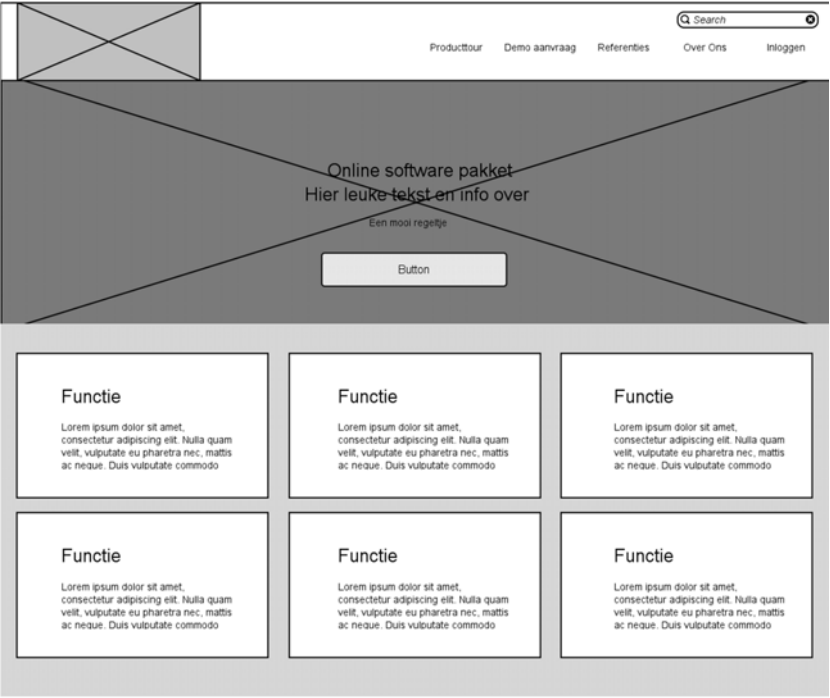 Search
Producttour Demo aanvraag Referenties Over Ons Inloggen
Online software pakket
Hier leuke tekst en info over
Een mooi regeltje
Button
Functie
Lorem ipsum dolor sit amet,
consectetur adipiscing elit. Nulla quam
velit, vulputate eu pharetra nec, mattis
ac neque. Duis vulputate commodo
Functie
Lorem ipsum dolor sit amet,
consectetur adipiscing elit. Nulla quam
velit, vulputate eu pharetra nec, mattis
ac neque. Duis vulputate commodo
Functie
Lorem ipsum dolor sit amet,
consectetur adipiscing elit. Nulla quam
velit, vulputate eu pharetra nec, mattis
ac neque. Duis vulputate commodo
Functie
Lorem ipsum dolor sit amet,
consectetur adipiscing elit. Nulla quam
velit, vulputate eu pharetra nec, mattis
ac neque. Duis vulputate commodo
Functie
Lorem ipsum dolor sit amet,
consectetur adipiscing elit. Nulla quam
velit, vulputate eu pharetra nec, mattis
ac neque. Duis vulputate commodo
Functie
Lorem ipsum dolor sit amet,
consectetur adipiscing elit. Nulla quam
velit, vulputate eu pharetra nec, mattis
ac neque. Duis vulputate commodo